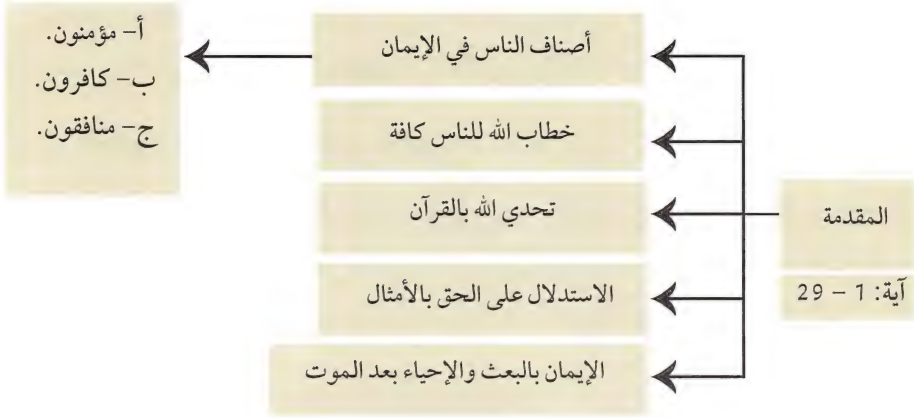 المقدمة
آية: 1 – 29
أصناف الناس في الإيمان
أ– مؤمنون.
ب– كافرون.
ج– منافقون.
خطاب الله للناس كافة
تحدي الله بالقرآن
الاستدلال على الحق بالأمثال
الإيمان بالبعث والإحياء بعد الموت